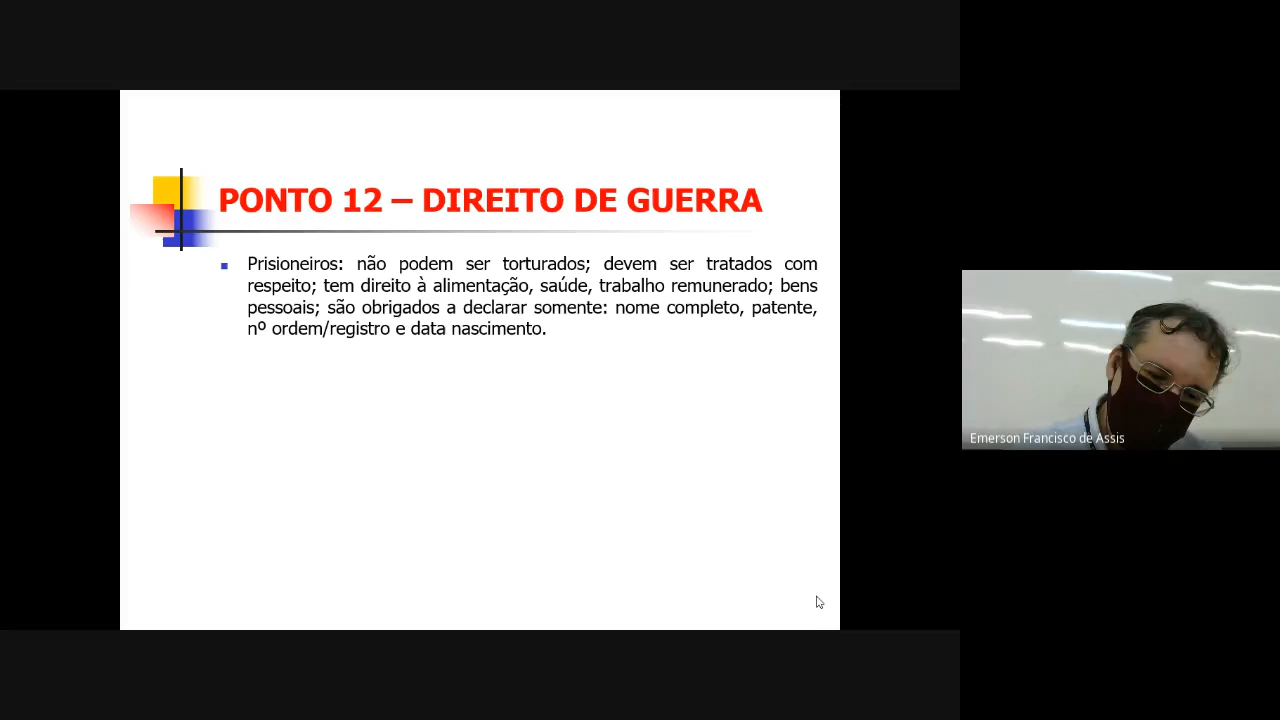 PONTO 12 – DIREITO DE GUERRA
Prisioneiros: não podem ser torturados; devem ser tratados com
respeito; tem direito à alimentação, saúde, trabalho remunerado; bens
pessoais; são obrigados a declarar somente: nome completo, patente,
nº ordem/registro e data nascimento.
Emerson Francisco de Assis